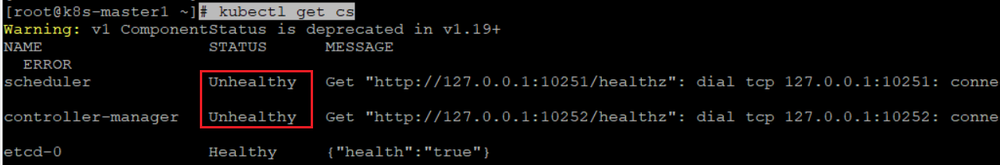 [root@k8s-master1 ~]# kubectl get cs
Warning: v1 ComponentStatus is deprecated in v1.19+
NAME STATUS MESSAGE
ERROR
scheduler Unhealthy Get "http://127.0.0.1:10251/healthz": dial tcp 127.0.0.1:10251: conne
controller-manager Unhealthy Get "http://127.0.0.1:10252/healthz": dial tcp 127.0.0.1:10252: conne
etcd-0 Healthy {"health":"true"}